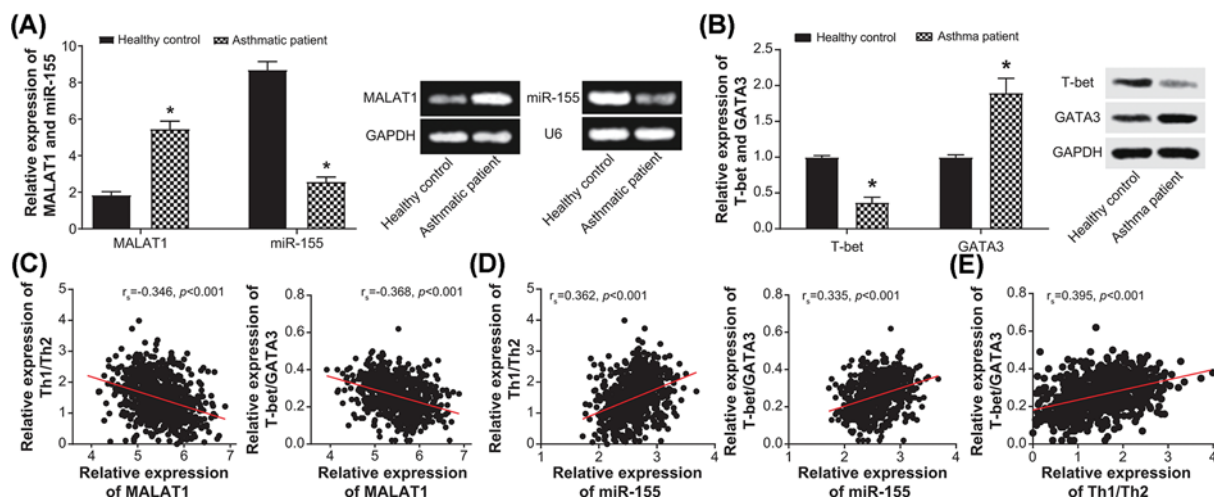 (A)
Healthy control
Asthmatic patient
Relative expression of
MALAT1 and miR-155
10
8
6
4
2
0
*
*
MALAT1
miR-155
MALAT1
GAPDH
Healthy control
Asthmatic patient
miR-155
U6
Healthy control
Asthmatic patient
(B)
Healthy control
Asthma patient
Relative expression of
T-bet and GATA3
2.5
2.0
1.5
1.0
0.5
0.0
*
*
T-bet
GATA3
T-bet
GATA3
GAPDH
Healthy control
Asthma patient
(C)
rs=-0.346, p<0.001
Relative expression of
Th1/Th2
5
4
3
2
1
0
4 5 6 7
Relative expression
of MALAT1
rs=-0.368, p<0.001
Relative expression of
T-bet/GATA3
0.8
0.6
0.4
0.2
0.0
4 5 6 7
Relative expression
of MALAT1
(D)
rs=0.362, p<0.001
Relative expression of
Th1/Th2
5
4
3
2
1
0
1 2 3 4
Relative expression
of miR-155
rs=0.335, p<0.001
Relative expression of
T-bet/GATA3
0.8
0.6
0.4
0.2
0.0
1 2 3 4
Relative expression
of miR-155
(E)
rs=0.395, p<0.001
Relative expression of
T-bet/GATA3
0.8
0.6
0.4
0.2
0.0
0 1 2 3 4
Relative expression
of Th1/Th2